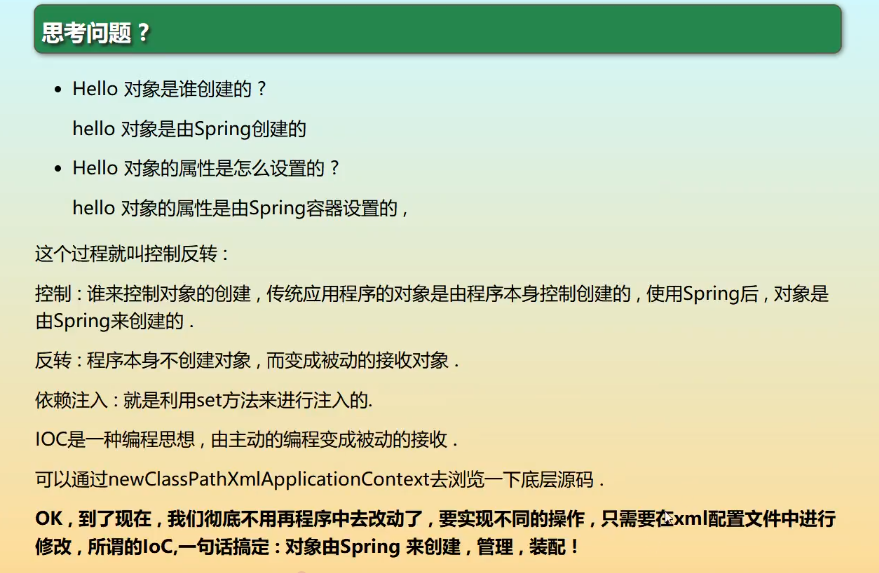 思考问题？
Hello 对象是谁创建的？
hello 对象是由Spring创建的
Hello 对象的属性是怎么设置的？
hello 对象的属性是由Spring容器设置的，
这个过程就叫控制反转：
控制：谁来控制对象的创建，传统应用程序的对象是由程序本身控制创建的，使用Spring后，对象是
由Spring来创建的．
反转：程序本身不创建对象，而变成被动的接收对象．
依赖注入：就是利用set方法来进行注入的.
IOC是一种编程思想，由主动的编程变成被动的接收．
可以通过newClassPathXmlApplicationContext去浏览一下底层源码．
OK，到了现在，我们彻底不用再程序中去改动了，要实现不同的操作，只需要在xml配置文件中进行
修改，所谓的IoC,一句话搞定：对象由Spring 来创建，管理，装配！